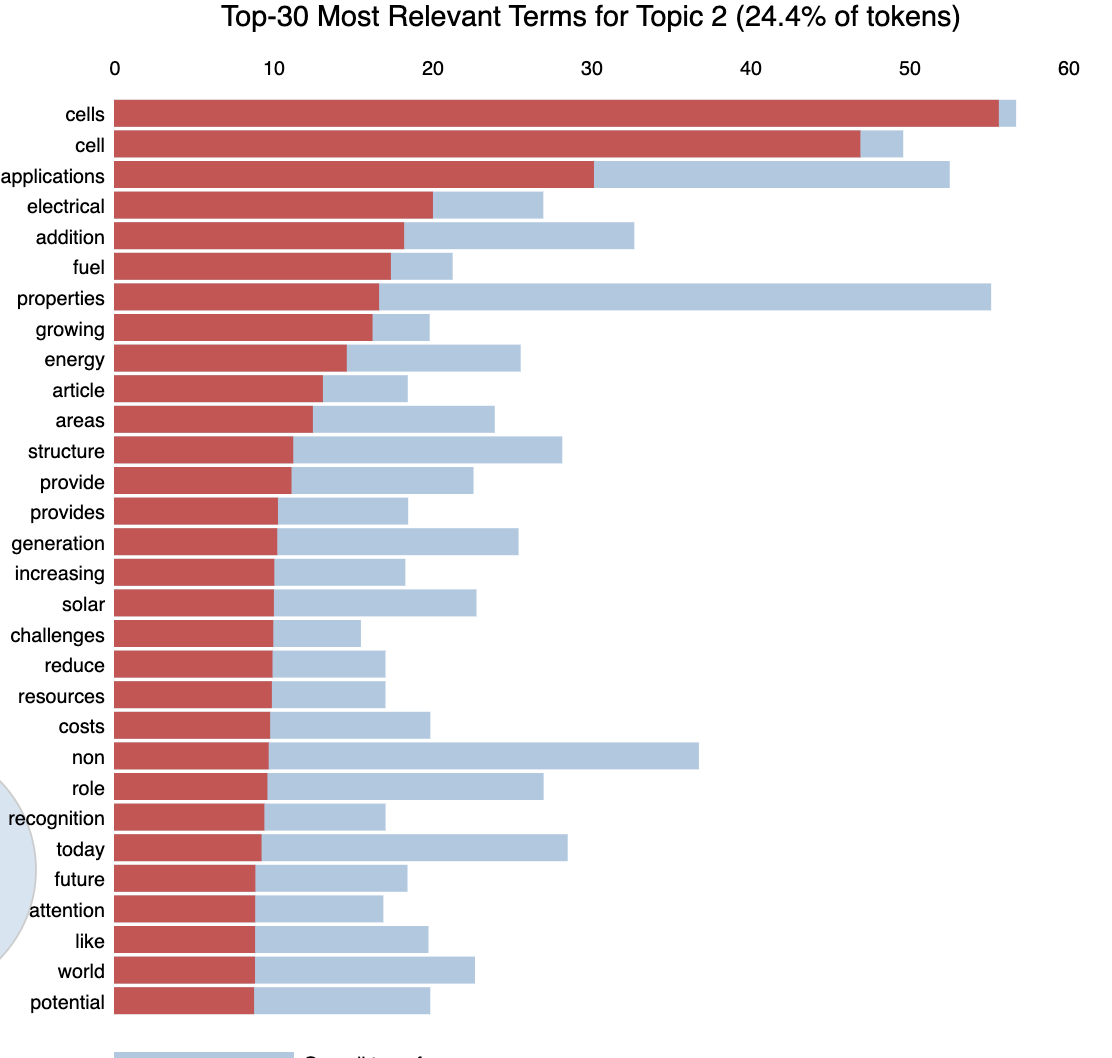 Top-30 Most Relevant Terms for Topic 2 (24.4% of tokens)
0 10 20 30 40 50 60
cells
cell
applications
electrical
addition
fuel
properties
growing
energy
article
areas
structure
provide
provides
generation
increasing
solar
challenges
reduce
resources
costs
non
role
recognition
today
future
attention
like
world
potential